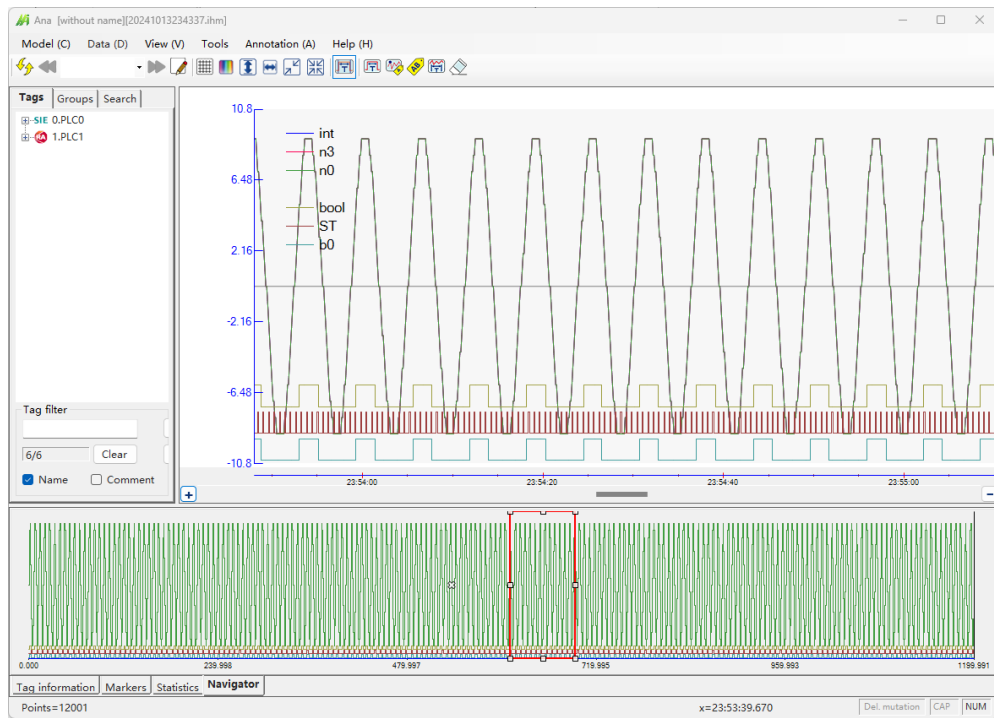 Ana [without name][20241013234337.ihm]
Model (C) Data (D) View (V) Tools Annotation (A) Help (H)
Tags Groups Search
SIE 0.PLC0
RA 1.PLC1
Tag filter
6/6 Clear
Name Comment
10.8
6.48
2.16
-2.16
-6.48
-10.8
int
n3
n0
bool
ST
b0
23:54:00 23:54:20 23:54:40 23:55:00
0.000 239.998 479.997 719.995 959.993 1199.991
Tag information Markers Statistics Navigator
Points=12001 x=23:53:39.670 Del. mutation CAP NUM